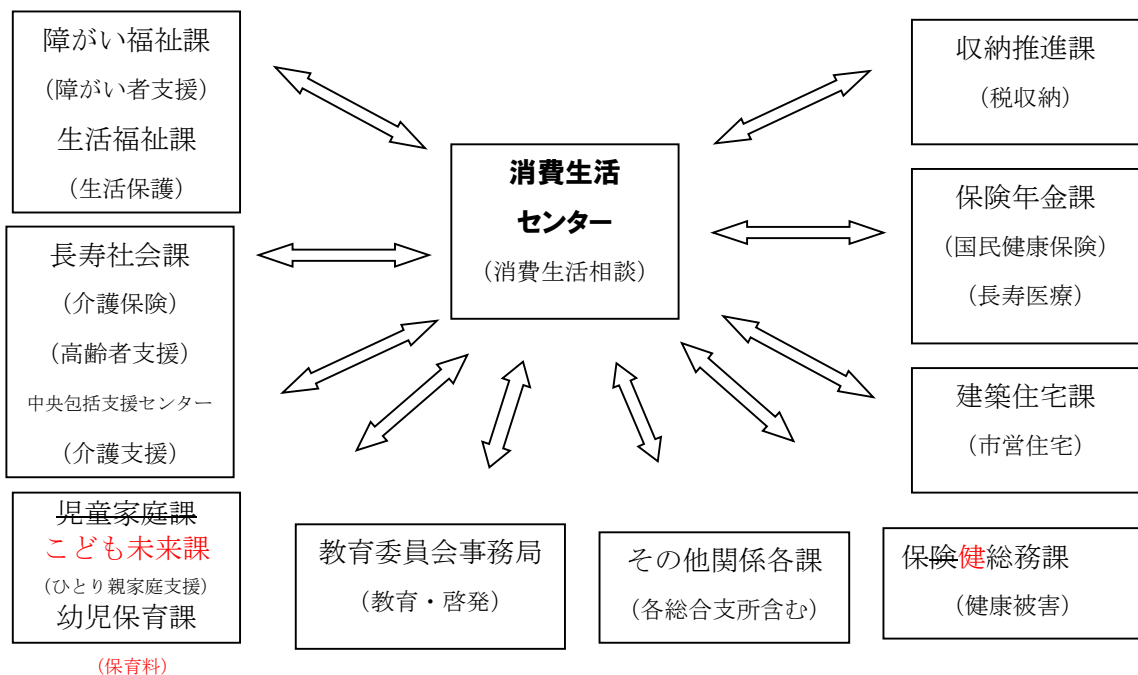 障がい福祉課
（障がい者支援）
生活福祉課
（生活保護）
長寿社会課
（介護保険）
（高齢者支援）
中央包括支援センター
（介護支援）
児童家庭課
こども未来課
（ひとり親家庭支援）
幼児保育課
（保育料）
消費生活
センター
（消費生活相談）
教育委員会事務局
（教育・啓発）
その他関係各課
（各総合支所含む）
収納推進課
（税収納）
保険年金課
（国民健康保険）
（長寿医療）
建築住宅課
（市営住宅）
保険健総務課
（健康被害）